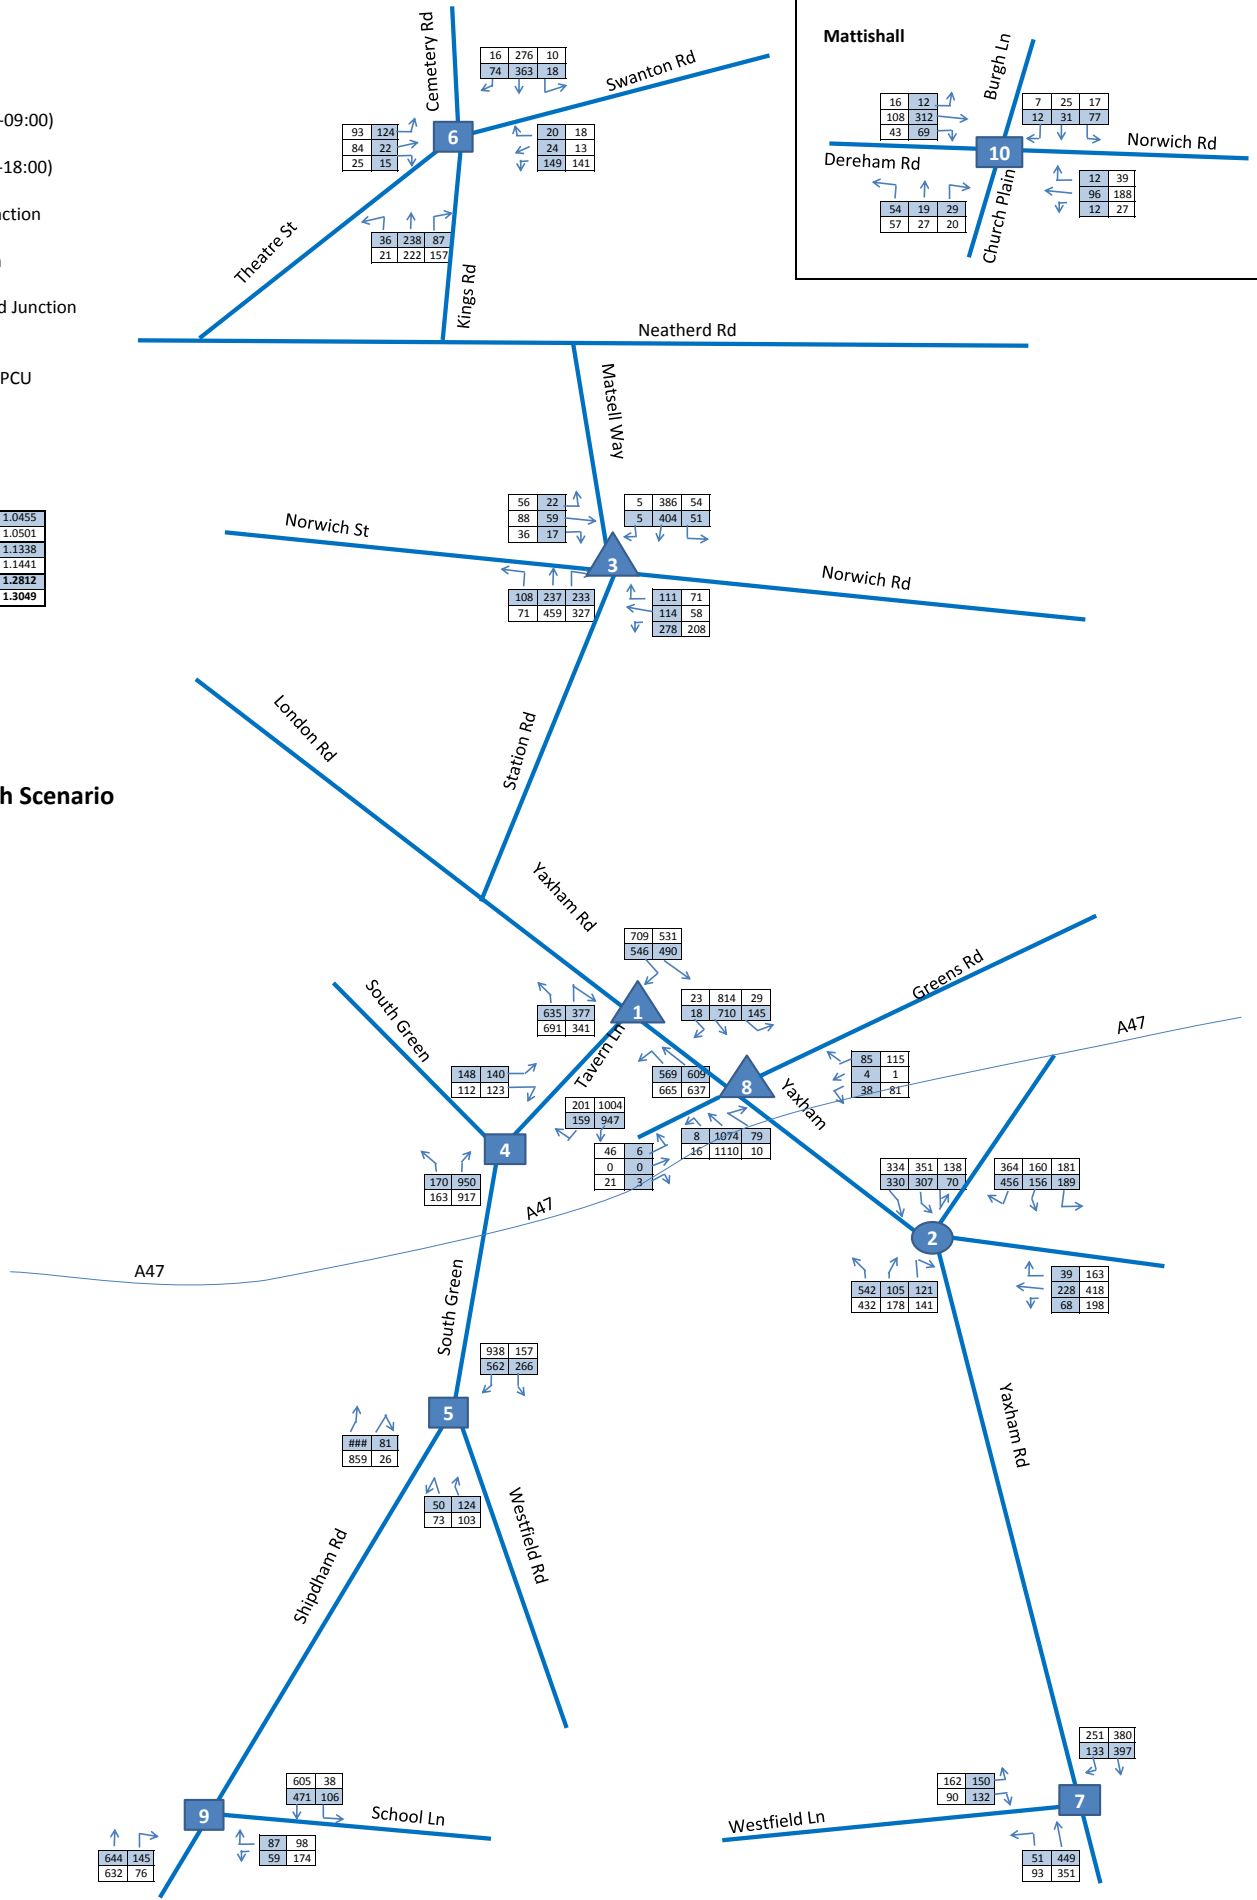 Cemetery Rd
16 276 10
74 363 18
Swanton Rd
93 124
84 22
25 15
6
20 18
24 13
149 141
36 238 87
21 222 157
Theatre St
Kings Rd
Mattishall
Burgh Ln
16 12
108 312
43 69
7 25 17
12 31 77
10
Norwich Rd
Dereham Rd
12 39
96 188
12 27
54 19 29
57 27 20
Church Plain
-09:00)
-18:00)
ction
d Junction
PCU
Neatherd Rd
Matsell Way
1.0455
1.0501
1.1338
1.1441
1.2812
1.3049
Norwich St
56 22
88 59
36 17
5 386 54
5 404 51
3
Norwich Rd
108 237 233
71 459 327
111 71
114 58
278 208
London Rd
Station Rd
h Scenario
Yaxham Rd
709 531
546 490
South Green
635 377
691 341
1
23 814 29
18 710 145
Greens Rd
A47
Tavern Ln
569 609
665 637
8
Yaxham
85 115
4 1
38 81
148 140
112 123
201 1004
159 947
4
46 6
0 0
21 3
8 1074 79
16 1110 10
170 950
163 917
A47
A47
334 351 138
330 307 70
364 160 181
456 156 189
2
542 105 121
432 178 141
39 163
228 418
68 198
South Green
938 157
562 266
5
### 81
859 26
50 124
73 103
Westfield Rd
Yaxham Rd
Shipdham Rd
605 38
471 106
9
School Ln
644 145
632 76
87 98
59 174
251 380
133 397
162 150
90 132
7
Westfield Ln
51 449
93 351